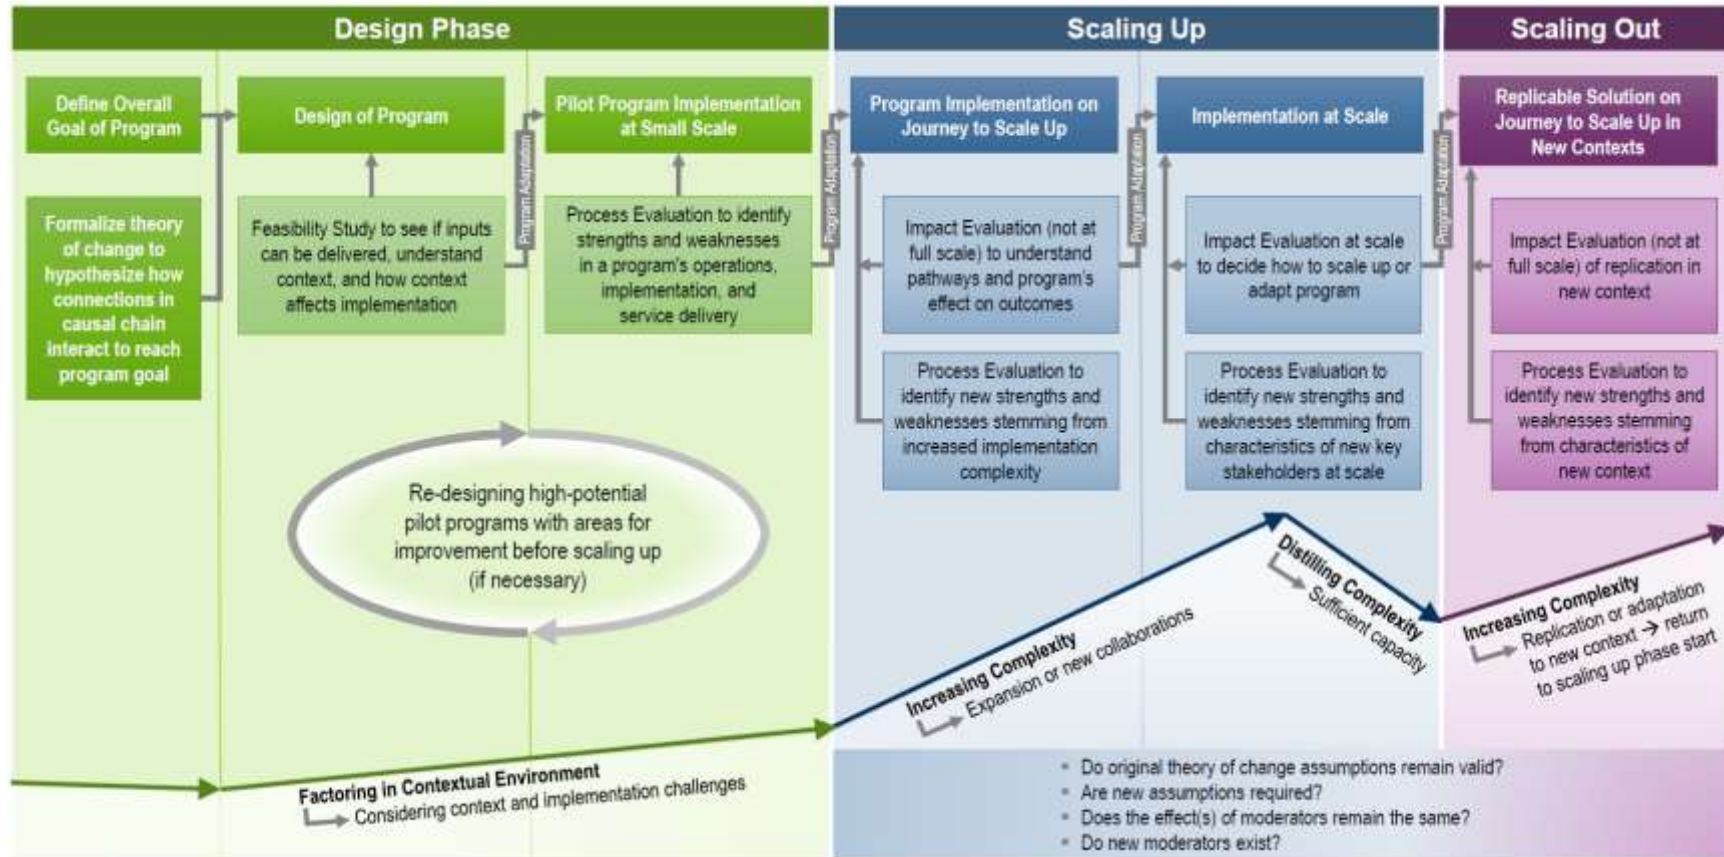 Design Phase
Scaling Up
Scaling Out
Define Overall
Goal of Program
Formalize theory
of change to
hypothesize how
connections in
causal chain
interact to reach
program goal
Design of Program
Feasibility Study to see if inputs
can be delivered, understand
context, and how context
affects implementation
Program Adaptation
Pilot Program Implementation
at Small Scale
Process Evaluation to identify
strengths and weaknesses
in a program's operations,
implementation, and
service delivery
Program Adaptation
Program Implementation on
Journey to Scale Up
Impact Evaluation (not at
full scale) to understand
pathways and program's
effect on outcomes
Process Evaluation to
identify new strengths and
weaknesses stemming from
increased implementation
complexity
Program Adaptation
Implementation at Scale
Impact Evaluation at scale
to decide how to scale up or
adapt program
Process Evaluation to
identify new strengths and
weaknesses stemming from
characteristics of new key
stakeholders at scale
Program Adaptation
Replicable Solution on
Journey to Scale Up in
New Contexts
Impact Evaluation (not at
full scale) of replication in
new context
Process Evaluation to
identify new strengths and
weaknesses stemming
from characteristics of
new context
Re-designing high-potential
pilot programs with areas for
improvement before scaling up
(if necessary)
Factoring in Contextual Environment
Considering context and implementation challenges
Increasing Complexity
Expansion or new collaborations
Distilling Complexity
Sufficient capacity
Increasing Complexity
Replication or adaptation
to new context → return
to scaling up phase start
• Do original theory of change assumptions remain valid?
• Are new assumptions required?
• Does the effect(s) of moderators remain the same?
• Do new moderators exist?